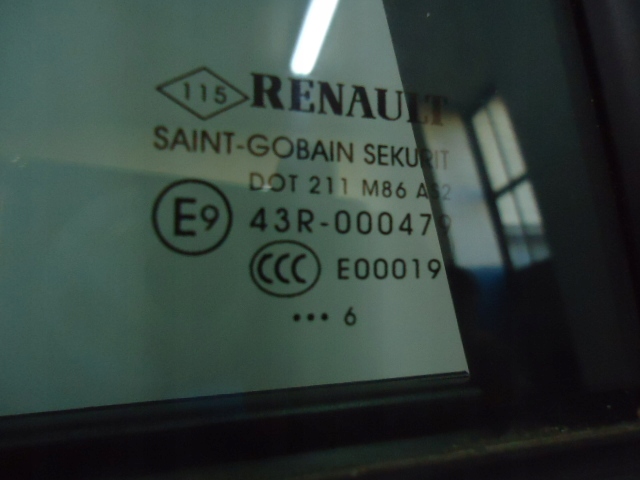 115 RENAULT
SAINT-GOBAIN SEKURIT
DOT 211 M86 AS2
E9 43R-000479
CCC E00019
••• 6